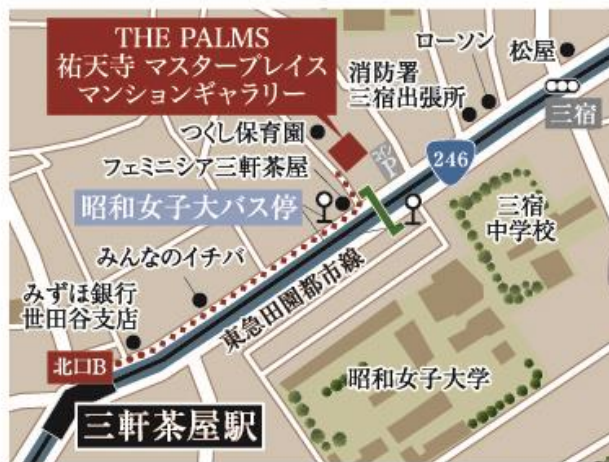 THE PALMS
祐天寺 マスタープレイス
マンションギャラリー
ローソン
松屋
消防署
三宿出張所
三宿
つくし保育園
コインP
246
フェミニシア三軒茶屋
昭和女子大バス停
三宿
中学校
みんなのイチバ
東急田園都市線
みずほ銀行
世田谷支店
昭和女子大学
北口B
三軒茶屋駅